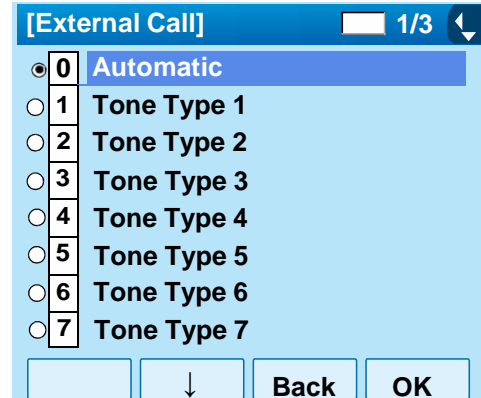 [External Call] 1/3
0 Automatic
1 Tone Type 1
2 Tone Type 2
3 Tone Type 3
4 Tone Type 4
5 Tone Type 5
6 Tone Type 6
7 Tone Type 7
↓ Back OK